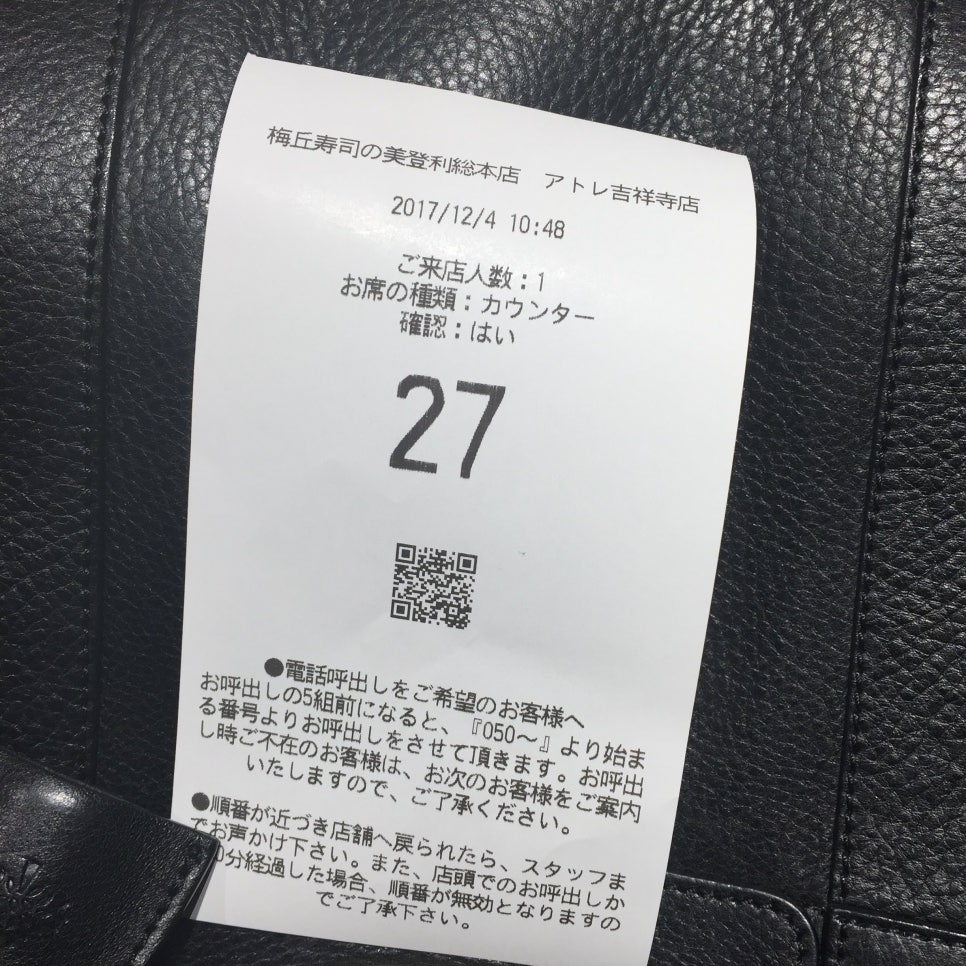 梅丘寿司の美登利総本店　アトレ吉祥寺店
2017/12/4 10:48
ご来店人数：1
お席の種類：カウンター
確認：はい
27
●電話呼出しをご希望のお客様へ
お呼出しの5組前になると、『050～』より始ま
る番号よりお呼出しをさせて頂きます。お呼出
し時ご不在のお客様は、お次のお客様をご案内
いたしますので、ご了承ください。
●順番が近づき店舗へ戻られたら、スタッフま
でお声かけ下さい。また、店頭でのお呼出しか
0分経過した場合、順番が無効となりますの
でご了承下さい。